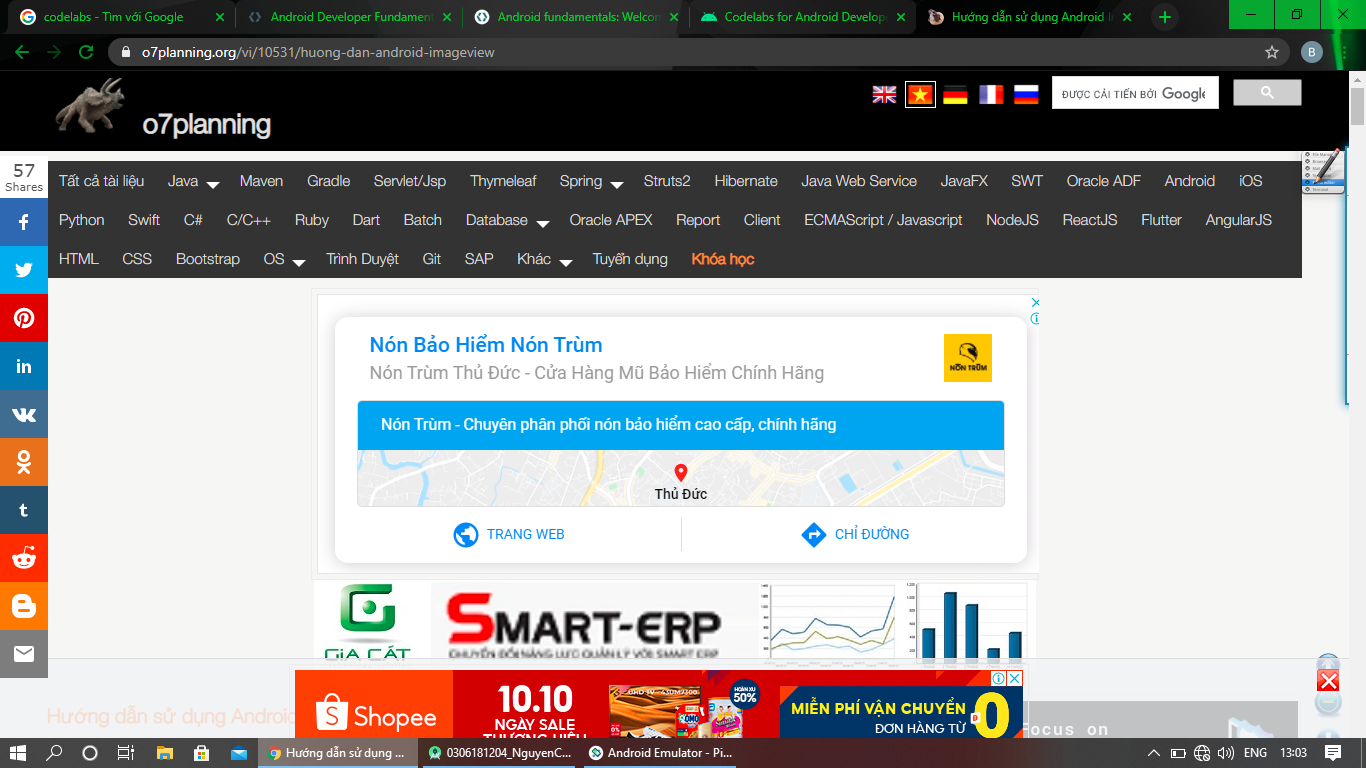 codelabs - Tìm với Google
Android Developer Fundament
Android fundamentals: Welcom
Codelabs for Android Develope
Hướng dẫn sử dụng Android I
o7planning.org/vi/10531/huong-dan-android-imageview
B
o7planning
ĐƯỢC CẢI TIẾN BỞI Google
57
Shares
Tất cả tài liệu Java Maven Gradle Servlet/Jsp Thymeleaf Spring Struts2 Hibernate Java Web Service JavaFX SWT Oracle ADF Android iOS
Python Swift C# C/C++ Ruby Dart Batch Database Oracle APEX Report Client ECMAScript / Javascript NodeJS ReactJS Flutter AngularJS
HTML CSS Bootstrap OS Trình Duyệt Git SAP Khác Tuyển dụng Khóa học
Nón Bảo Hiểm Nón Trùm
Nón Trùm Thủ Đức - Cửa Hàng Mũ Bảo Hiểm Chính Hãng
NÓN TRÙM
Nón Trùm - Chuyên phân phối nón bảo hiểm cao cấp, chính hãng
Thủ Đức
TRANG WEB
CHỈ ĐƯỜNG
GIA CÁT
SMART-ERP
CHUYỂN ĐỔI NĂNG LỰC QUẢN LÝ VỚI SMART ERP
Hướng dẫn sử dụng Android
Shopee
10.10
NGÀY SALE
THƯƠNG HIỆU
HOÀN XU
50%
OMO
MIỄN PHÍ VẬN CHUYỂN
ĐƠN HÀNG TỪ
0
Đ
Focus on
Hướng dẫn sử dụng ...
0306181204_NguyenC...
Android Emulator - Pi...
ENG
13:03